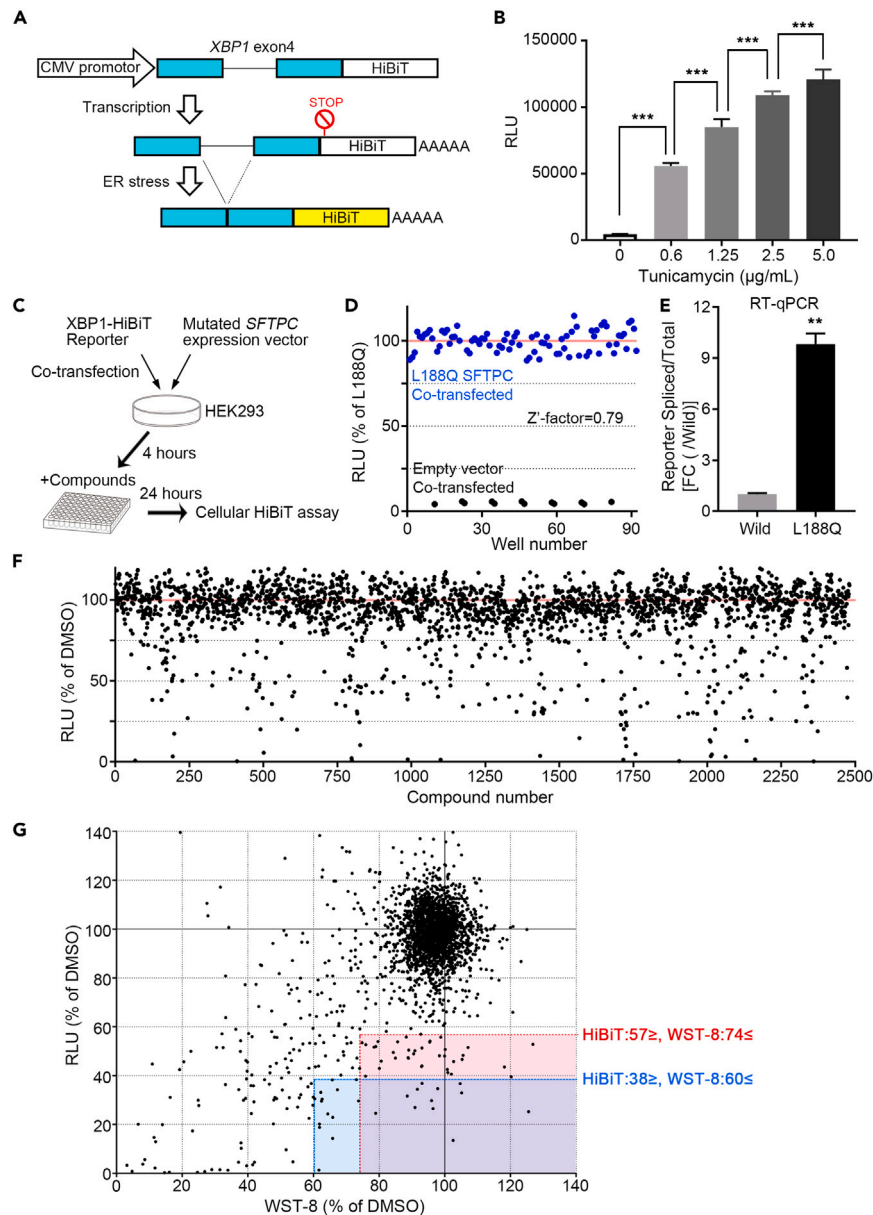 A
XBP1 exon4
CMV promotor
HiBiT
Transcription
STOP
HiBiT
AAAAA
ER stress
HiBiT
AAAAA
B
150000
100000
50000
0
RLU
***
***
***
***
0
0.6
1.25
2.5
5.0
Tunicamycin (µg/mL)
C
XBP1-HiBiT
Reporter
Mutated SFTPC
expression vector
Co-transfection
HEK293
4 hours
+Compounds
24 hours
Cellular HiBiT assay
D
RLU (% of L188Q)
100
50
0
L188Q SFTPC
Co-transfected
Z'-factor=0.79
Empty vector
Co-transfected
0
30
60
90
Well number
E
RT-qPCR
Reporter Spliced/Total
[FC ( /Wild)]
12
9
6
3
0
**
Wild
L188Q
F
RLU (% of DMSO)
100
50
0
0
250
500
750
1000
1250
1500
1750
2000
2250
2500
Compound number
G
RLU (% of DMSO)
140
120
100
80
60
40
20
0
HiBiT:57≥, WST-8:74≤
HiBiT:38≥, WST-8:60≤
0
20
40
60
80
100
120
140
WST-8 (% of DMSO)